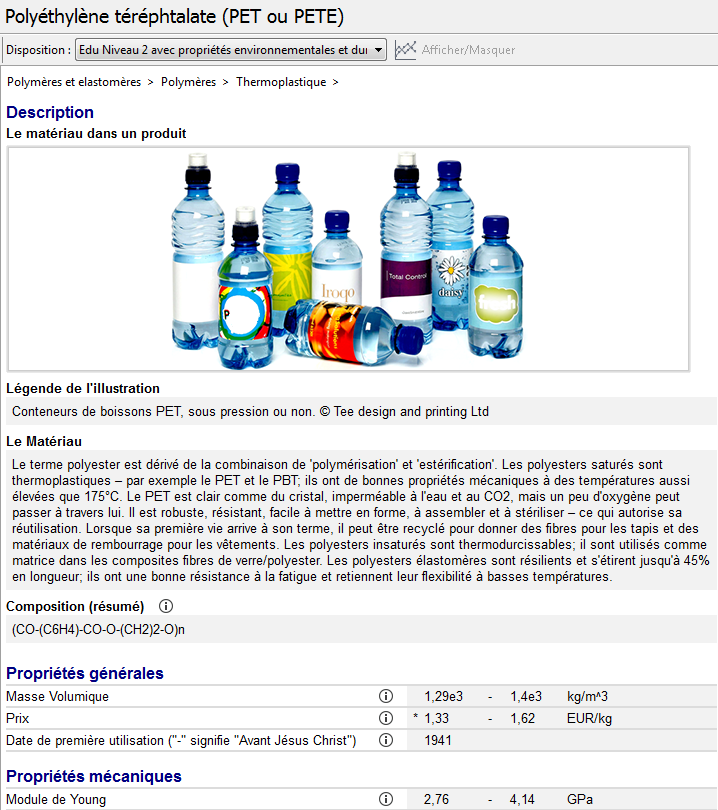 Polyéthylène téréphtalate (PET ou PETE)
Disposition : Edu Niveau 2 avec propriétés environnementales et dur Afficher/Masquer
Polymères et elastomères > Polymères > Thermoplastique >
Description
Le matériau dans un produit
Total Control
Iroqo
daisy
P
fresh
Légende de l'illustration
Conteneurs de boissons PET, sous pression ou non. © Tee design and printing Ltd
Le Matériau
Le terme polyester est dérivé de la combinaison de 'polymérisation' et 'estérification'. Les polyesters saturés sont
thermoplastiques – par exemple le PET et le PBT; ils ont de bonnes propriétés mécaniques à des températures aussi
élevées que 175°C. Le PET est clair comme du cristal, imperméable à l'eau et au CO2, mais un peu d'oxygène peut
passer à travers lui. Il est robuste, résistant, facile à mettre en forme, à assembler et à stériliser – ce qui autorise sa
réutilisation. Lorsque sa première vie arrive à son terme, il peut être recyclé pour donner des fibres pour les tapis et des
matériaux de rembourrage pour les vêtements. Les polyesters insaturés sont thermodurcissables; il sont utilisés comme
matrice dans les composites fibres de verre/polyester. Les polyesters élastomères sont résilients et s'étirent jusqu'à 45%
en longueur; ils ont une bonne résistance à la fatigue et retiennent leur flexibilité à basses températures.
Composition (résumé)
(CO-(C6H4)-CO-O-(CH2)2-O)n
Propriétés générales
Masse Volumique 1,29e3 - 1,4e3 kg/m^3
Prix * 1,33 - 1,62 EUR/kg
Date de première utilisation ("-" signifie "Avant Jésus Christ") 1941
Propriétés mécaniques
Module de Young 2,76 - 4,14 GPa